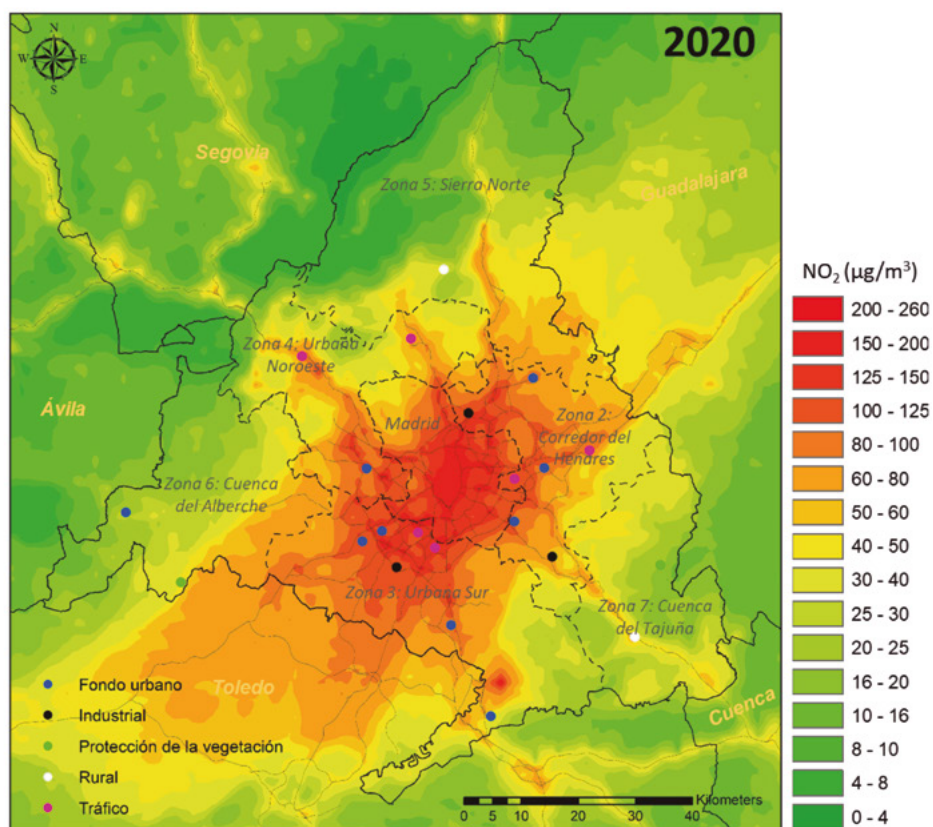 2020
N
W E
S
Segovia
Zona 5: Sierra Norte
Guadalajara
Zona 4: Urbana
Noroeste
Ávila
Madrid
Zona 2:
Corredor del
Henares
Zona 6: Cuenca
del Alberche
Zona 3: Urbana Sur
Zona 7: Cuenca
del Tajuña
Toledo
Cuenca
Fondo urbano
Industrial
Protección de la vegetación
Rural
Tráfico
Kilometers
0 5 10 20 30 40
NO₂ (µg/m³)
200 - 260
150 - 200
125 - 150
100 - 125
80 - 100
60 - 80
50 - 60
40 - 50
30 - 40
25 - 30
20 - 25
16 - 20
10 - 16
8 - 10
4 - 8
0 - 4